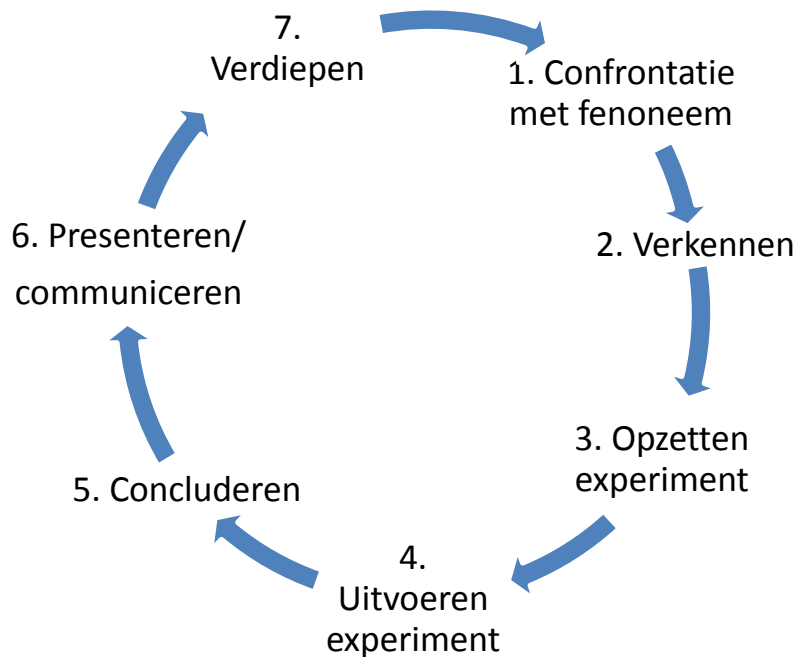 1. Confrontatie
met fenoneem
2. Verkennen
3. Opzetten
experiment
4.
Uitvoeren
experiment
5. Concluderen
6. Presenteren/
communiceren
7.
Verdiepen